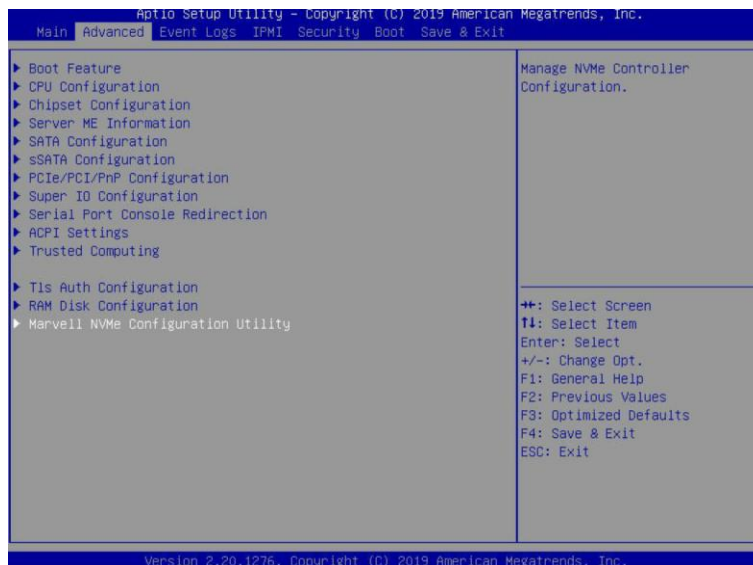 Aptio Setup Utility – Copyright (C) 2019 American Megatrends, Inc.
Main Advanced Event Logs IPMI Security Boot Save & Exit
Boot Feature
CPU Configuration
Chipset Configuration
Server ME Information
SATA Configuration
sSATA Configuration
PCIe/PCI/PnP Configuration
Super IO Configuration
Serial Port Console Redirection
ACPI Settings
Trusted Computing
Tls Auth Configuration
RAM Disk Configuration
Marvell NVMe Configuration Utility
Manage NVMe Controller
Configuration.
→←: Select Screen
↑↓: Select Item
Enter: Select
+/-: Change Opt.
F1: General Help
F2: Previous Values
F3: Optimized Defaults
F4: Save & Exit
ESC: Exit
Version 2.20.1276. Copyright (C) 2019 American Megatrends, Inc.